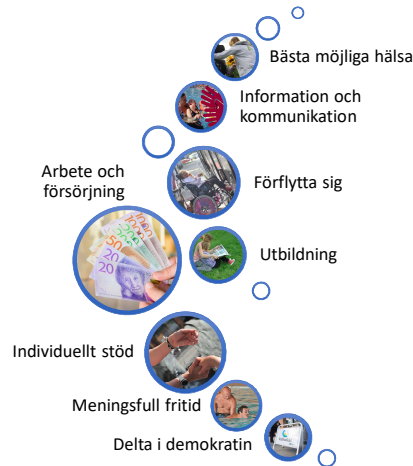 Bästa möjliga hälsa
Information och
kommunikation
Arbete och
försörjning
Förflytta sig
Utbildning
Individuellt stöd
Meningsfull fritid
Delta i demokratin